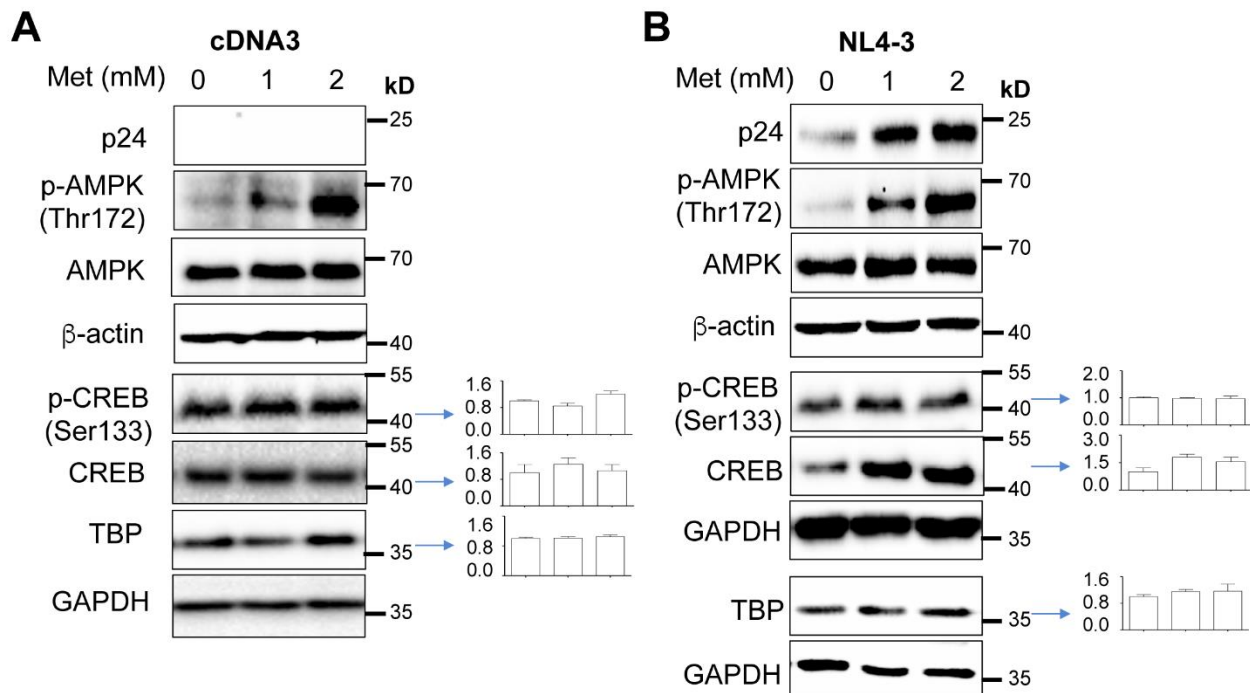 A
cDNA3
Met (mM) 0 1 2 kD
p24
25
p-AMPK
(Thr172)
70
AMPK
70
β-actin
40
p-CREB
(Ser133)
55
40
1.6
0.8
0.0
CREB
55
40
1.6
0.8
0.0
TBP
35
1.6
0.8
0.0
GAPDH
35
B
NL4-3
Met (mM) 0 1 2 kD
p24
25
p-AMPK
(Thr172)
70
AMPK
70
β-actin
40
p-CREB
(Ser133)
55
40
2.0
1.0
0.0
CREB
55
40
3.0
1.5
0.0
GAPDH
35
TBP
35
1.6
0.8
0.0
GAPDH
35